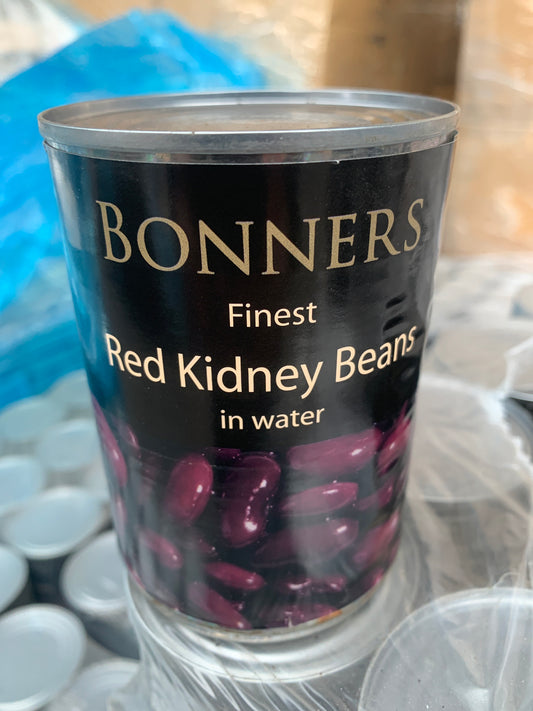 BONNERS
Finest
Red Kidney Beans
in water